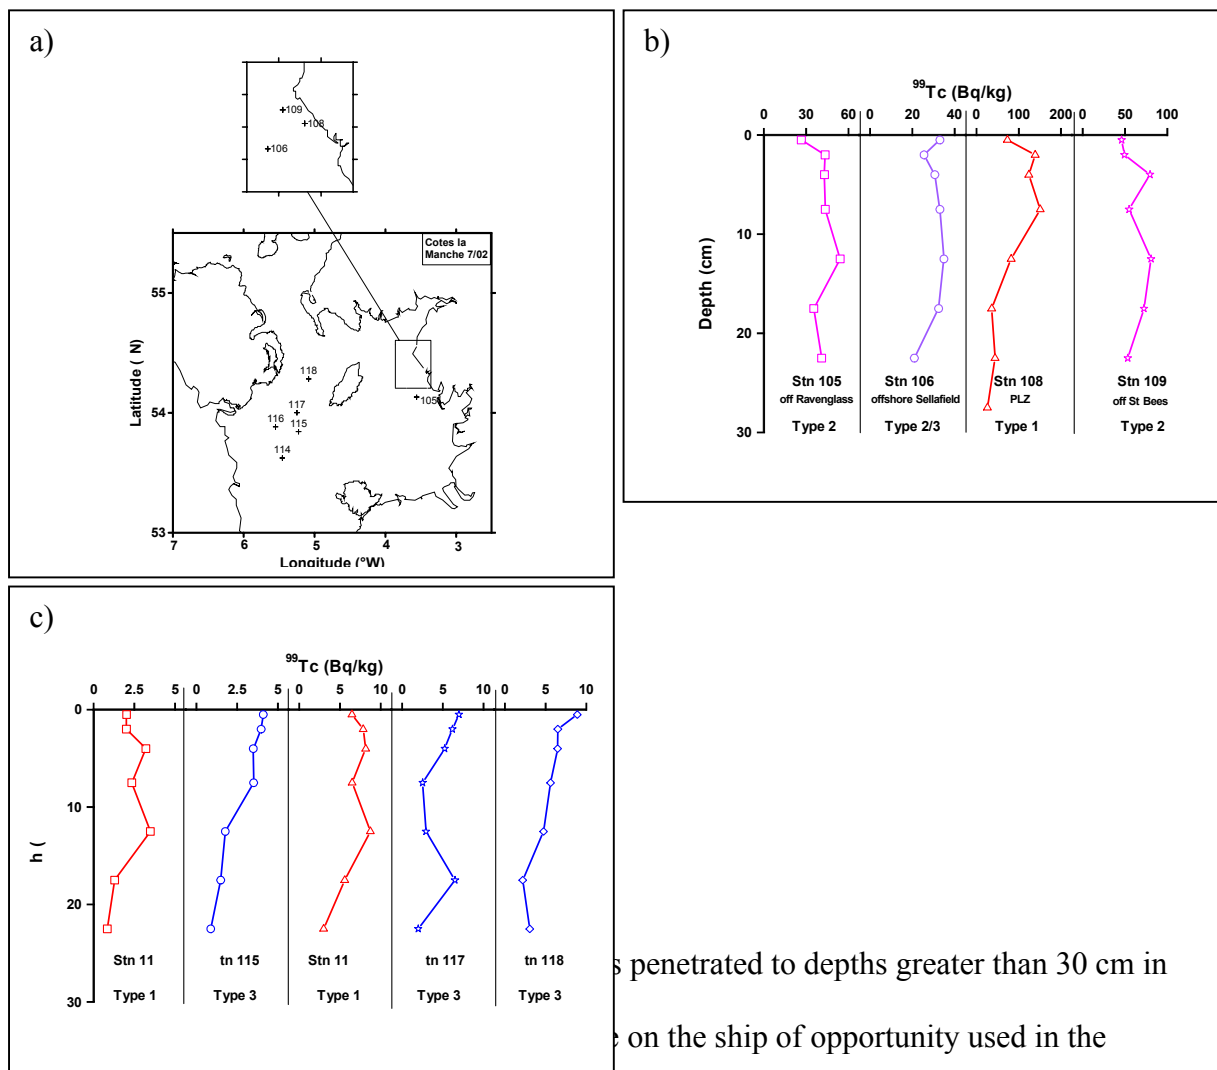 a)
109
108
106
Cotes la
Manche 7/02
55
54
53
Latitude ( N)
118
117
116
115
114
105
7 6 5 4 3
Longitude (°W)
b)
99Tc (Bq/kg)
0 30 60 0 20 40 0 100 200 0 50 100
0
10
20
30
Depth (cm)
Stn 105 Stn 106 Stn 108 Stn 109
off Ravenglass offshore Sellafield PLZ off St Bees
Type 2 Type 2/3 Type 1 Type 2
c)
99Tc (Bq/kg)
0 2.5 5 0 2.5 5 0 5 10 0 5 10 0 5 10
0
10
20
30
h (
Stn 11 tn 115 Stn 11 tn 117 tn 118
Type 1 Type 3 Type 1 Type 3 Type 3
s penetrated to depths greater than 30 cm in
e on the ship of opportunity used in the